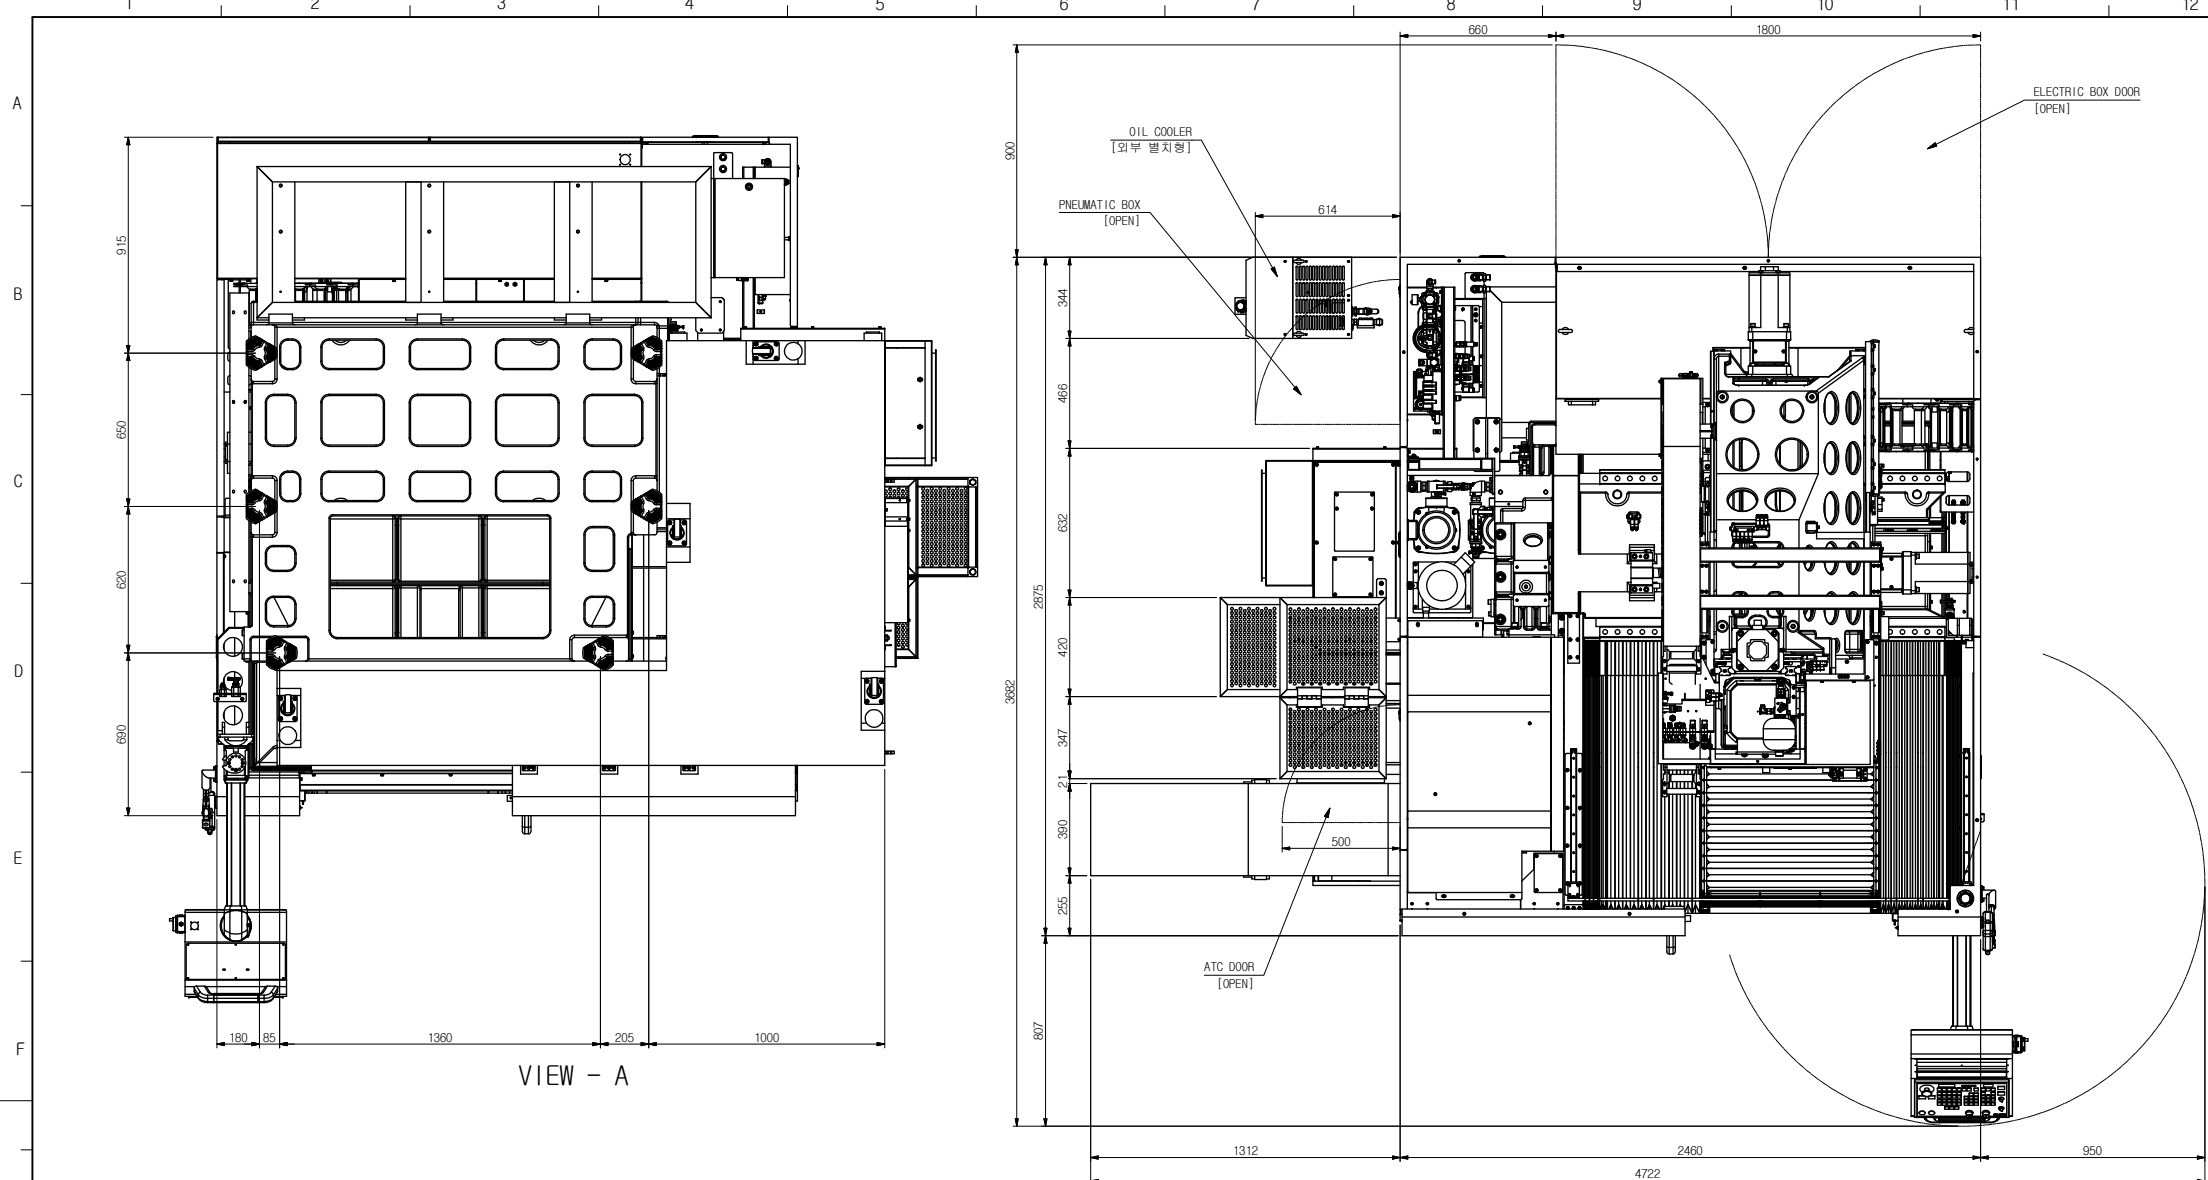 1 2 3 4 5 6 7 8 9 10 11 12
A
B
C
D
E
F
915
650
620
690
180 85 1360 205 1000
VIEW - A
660 1800
900
ELECTRIC BOX DOOR
[OPEN]
OIL COOLER
[외부 별치형]
PNEUMATIC BOX
[OPEN]
614
344
466
632
420
347
21
390
255
2875
3682
807
500
ATC DOOR
[OPEN]
1312 2460 950
4722